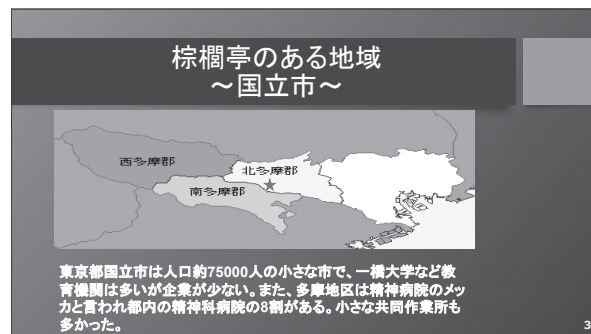 棕櫚亭のある地域
～国立市～
西多摩郡
北多摩郡
南多摩郡
東京都国立市は人口約75000人の小さな市で、一橋大学など教
育機関は多いが企業が少ない。また、多摩地区は精神病院のメッ
カと言われ都内の精神科病院の8割がある。小さな共同作業所も
多かった。
3